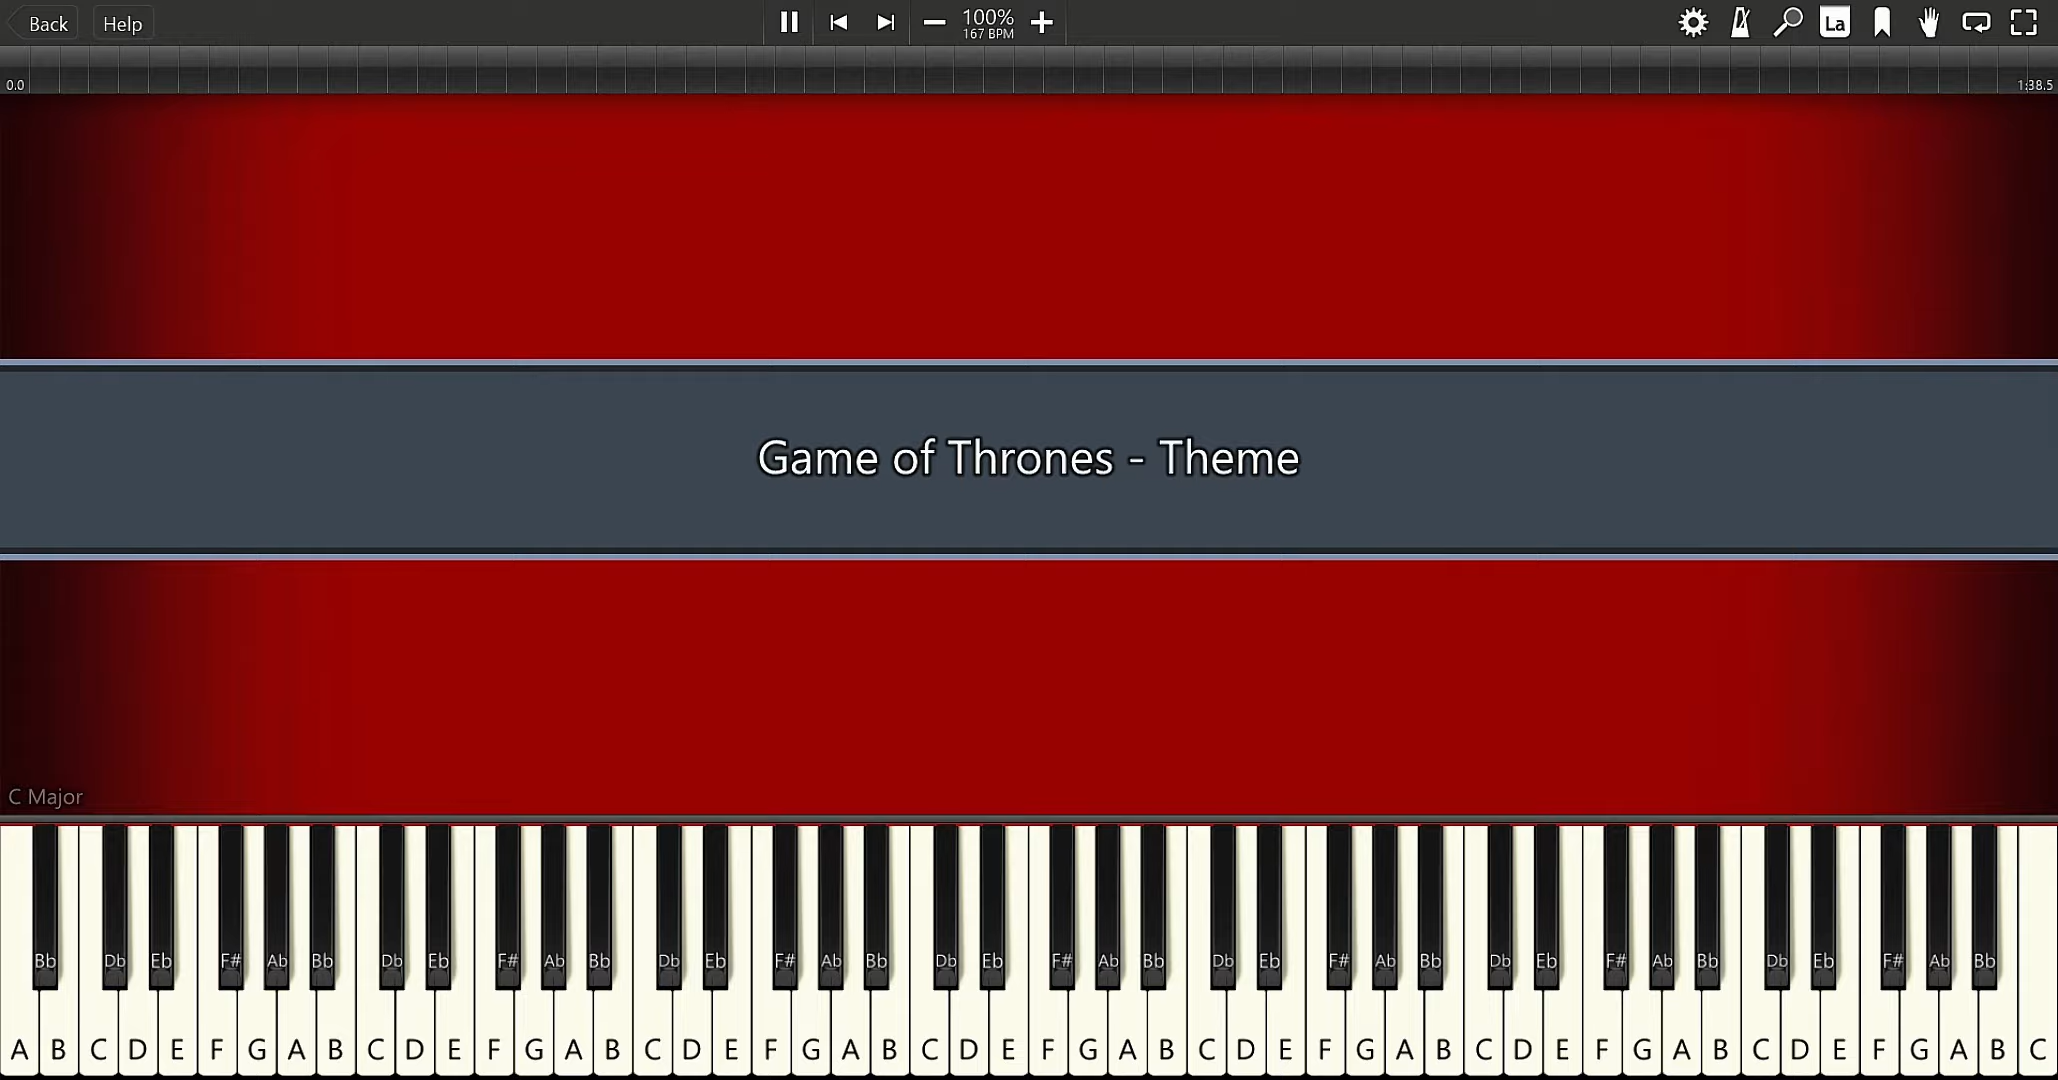 Back Help 100% La
167 BPM
0.0 1:38.5
Game of Thrones - Theme
C Major
Bb Db Eb F# Ab Bb Db Eb F# Ab Bb Db Eb F# Ab Bb Db Eb F# Ab Bb Db Eb F# Ab Bb Db Eb F# Ab Bb Db Eb F# Ab Bb
A B C D E F G A B C D E F G A B C D E F G A B C D E F G A B C D E F G A B C D E F G A B C D E F G A B C